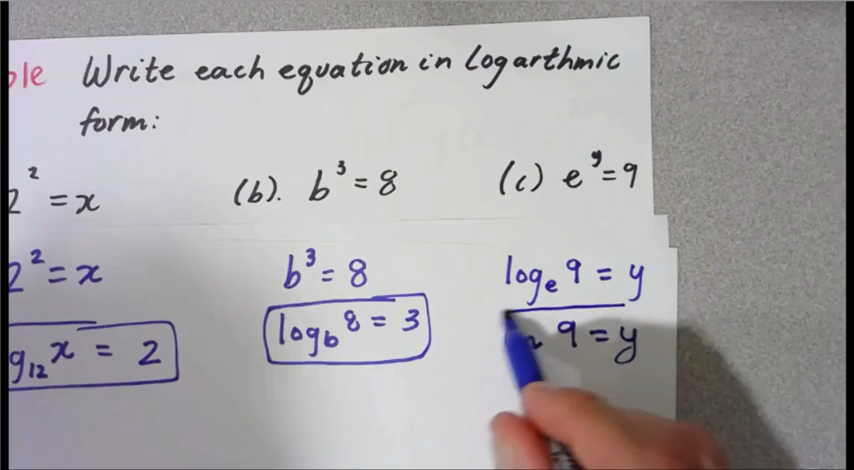 ple Write each equation in Logarthmic
form:
2² = x (b). b³ = 8 (c) eʸ = 9
2² = x b³ = 8 logₑ 9 = y
g₁₂ x = 2 log_b 8 = 3 9 = y